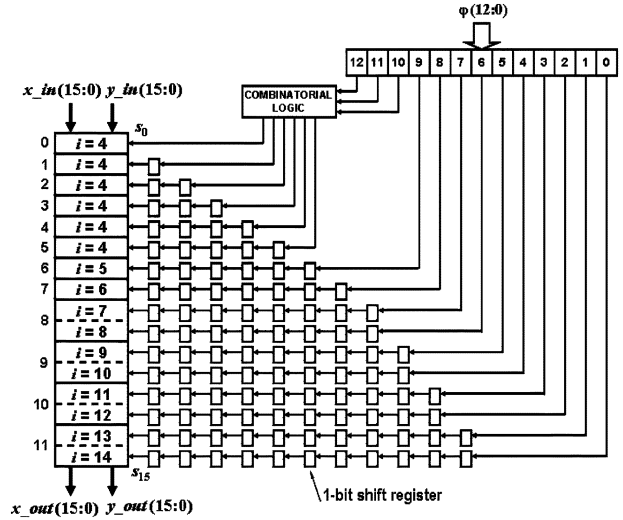 φ(12:0)
12 11 10 9 8 7 6 5 4 3 2 1 0
x_in(15:0) y_in(15:0)
COMBINATORIAL
LOGIC
s0
0 i = 4
1 i = 4
2 i = 4
3 i = 4
4 i = 4
5 i = 4
6 i = 5
7 i = 6
i = 7
8
i = 8
i = 9
9
i = 10
i = 11
10
i = 12
i = 13
11
i = 14
s15
x_out(15:0) y_out(15:0)
1-bit shift register